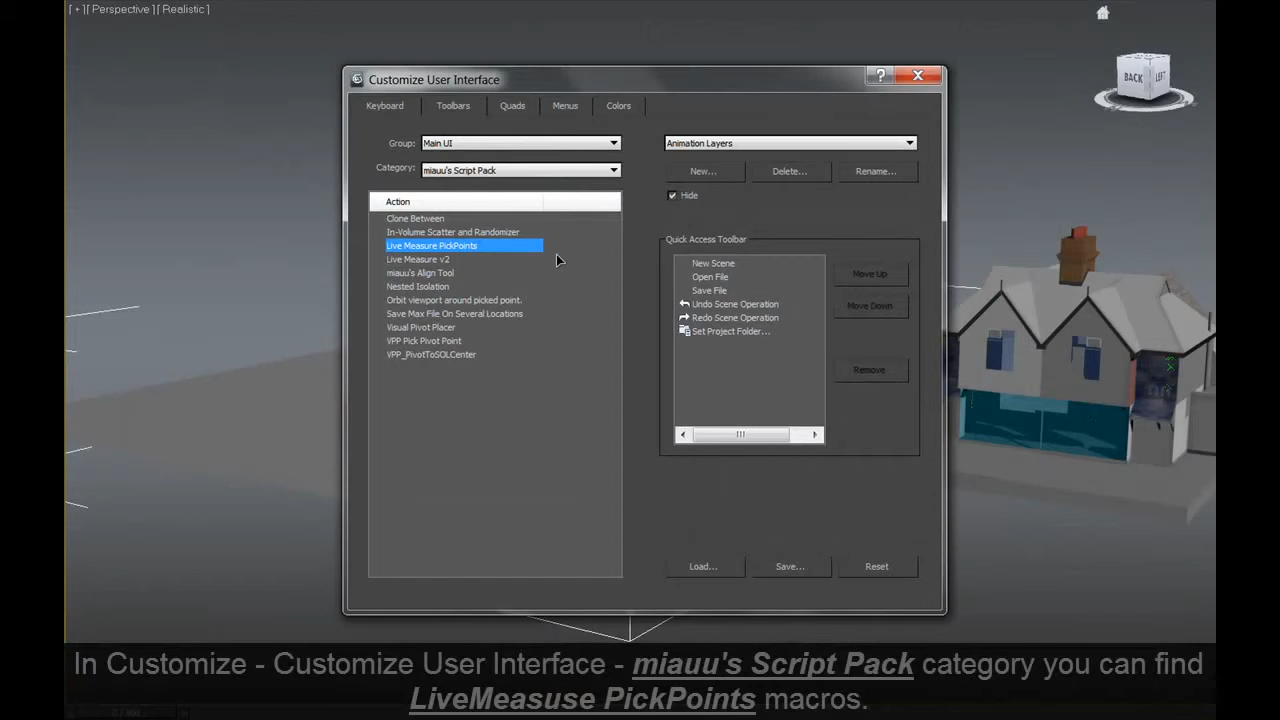 [ + ][ Perspective ][ Realistic ]
BACK
LEFT
Customize User Interface
?
Keyboard
Toolbars
Quads
Menus
Colors
Group:
Main UI
Category:
miauu's Script Pack
Action
Clone Between
In-Volume Scatter and Randomizer
Live Measure PickPoints
Live Measure v2
miauu's Align Tool
Nested Isolation
Orbit viewport around picked point.
Save Max File On Several Locations
Visual Pivot Placer
VPP Pick Pivot Point
VPP_PivotToSOLCenter
Animation Layers
New...
Delete...
Rename...
Hide
Quick Access Toolbar
New Scene
Open File
Save File
Undo Scene Operation
Redo Scene Operation
Set Project Folder...
Move Up
Move Down
Remove
Load...
Save...
Reset
In Customize - Customize User Interface - miauu's Script Pack category you can find
LiveMeasuse PickPoints macros.